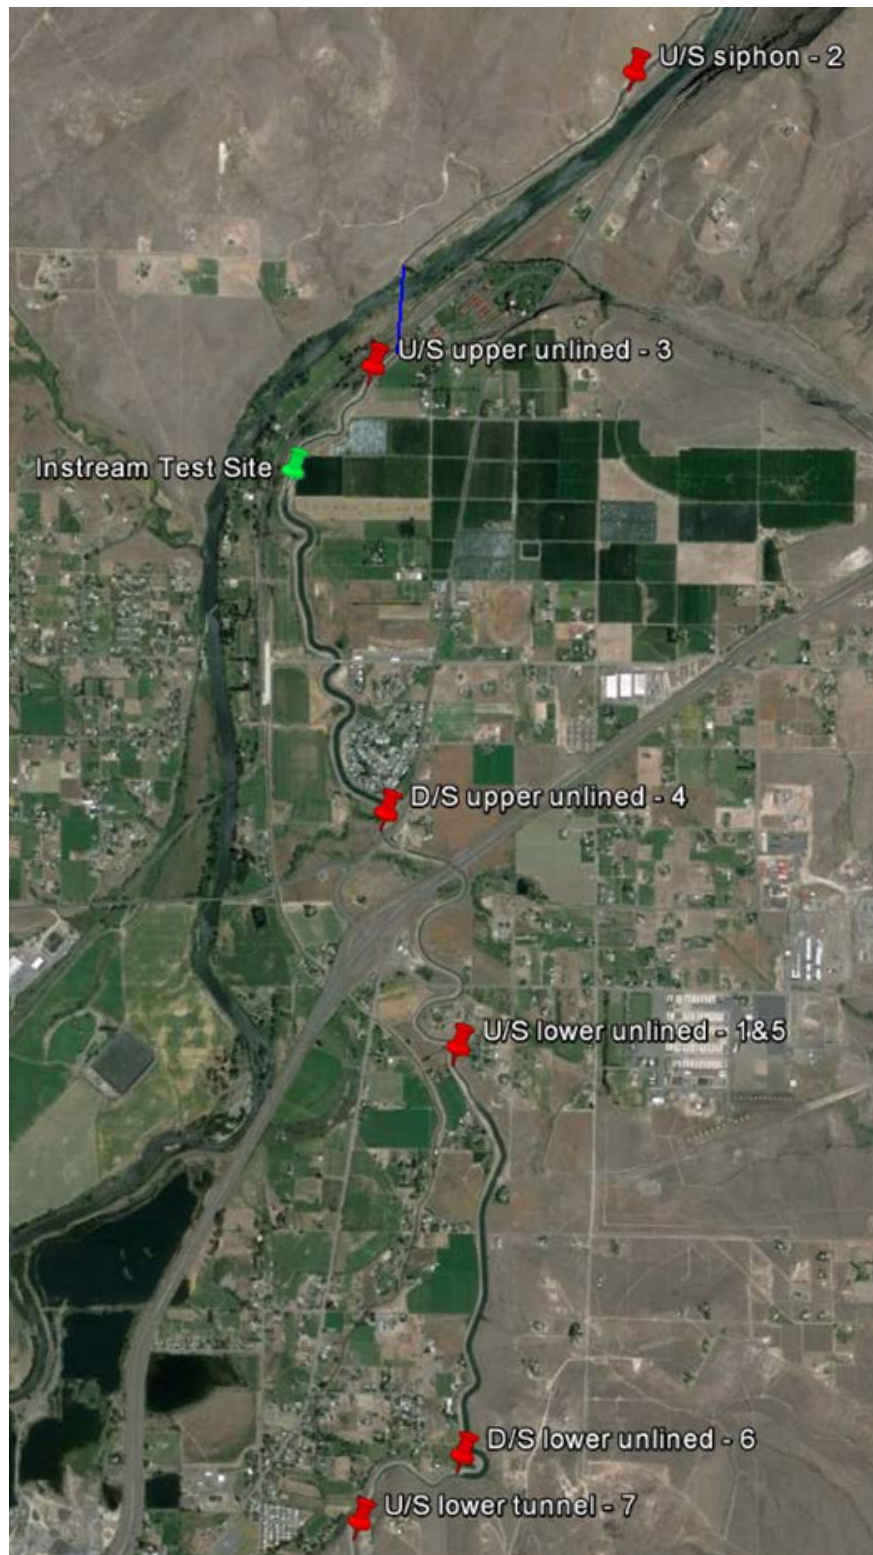 U/S siphon - 2
U/S upper unlined - 3
Instream Test Site
D/S upper unlined - 4
U/S lower unlined - 1&5
D/S lower unlined - 6
U/S lower tunnel - 7